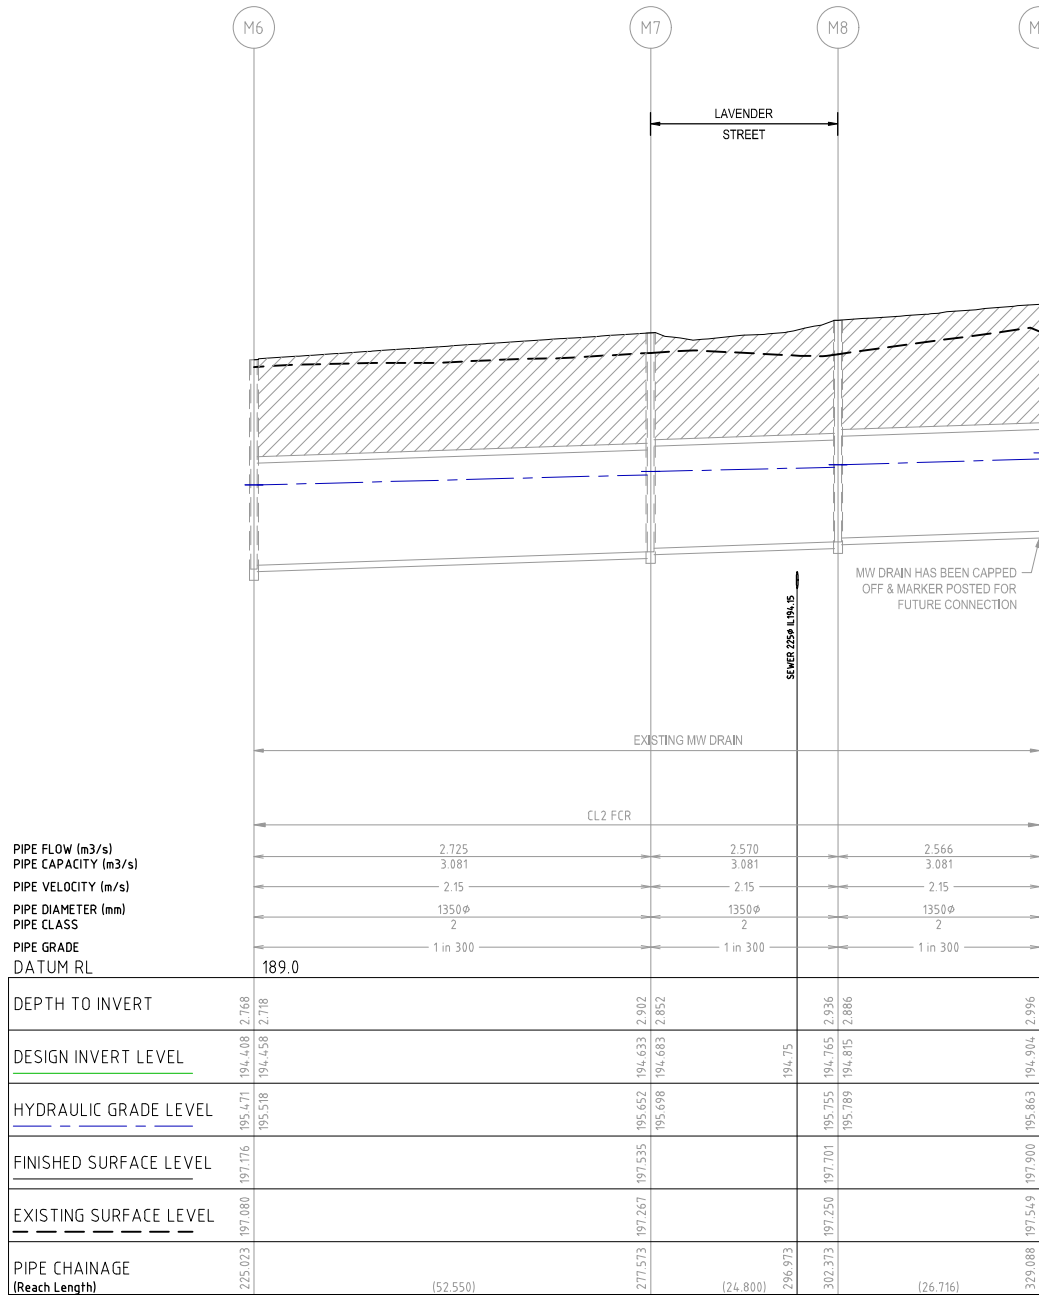 M6
M7
M8
M
LAVENDER
STREET
MW DRAIN HAS BEEN CAPPED
OFF & MARKER POSTED FOR
FUTURE CONNECTION
SEWER 225ø IL194.15
EXISTING MW DRAIN
CL2 FCR
PIPE FLOW (m3/s) 2.725 2.570 2.566
PIPE CAPACITY (m3/s) 3.081 3.081 3.081
PIPE VELOCITY (m/s) 2.15 2.15 2.15
PIPE DIAMETER (mm) 1350ø 1350ø 1350ø
PIPE CLASS 2 2 2
PIPE GRADE 1 in 300 1 in 300 1 in 300
DATUM RL 189.0
DEPTH TO INVERT 2.768 2.718 2.902 2.852 2.936 2.886 2.996
DESIGN INVERT LEVEL 194.408 194.458 194.633 194.683 194.75 194.765 194.815 194.904
HYDRAULIC GRADE LEVEL 195.471 195.518 195.652 195.698 195.755 195.789 195.863
FINISHED SURFACE LEVEL 197.176 197.535 197.701 197.900
EXISTING SURFACE LEVEL 197.080 197.267 197.250 197.549
PIPE CHAINAGE 225.023 277.573 296.973 302.373 329.088
(Reach Length) (52.550) (24.800) (26.716)